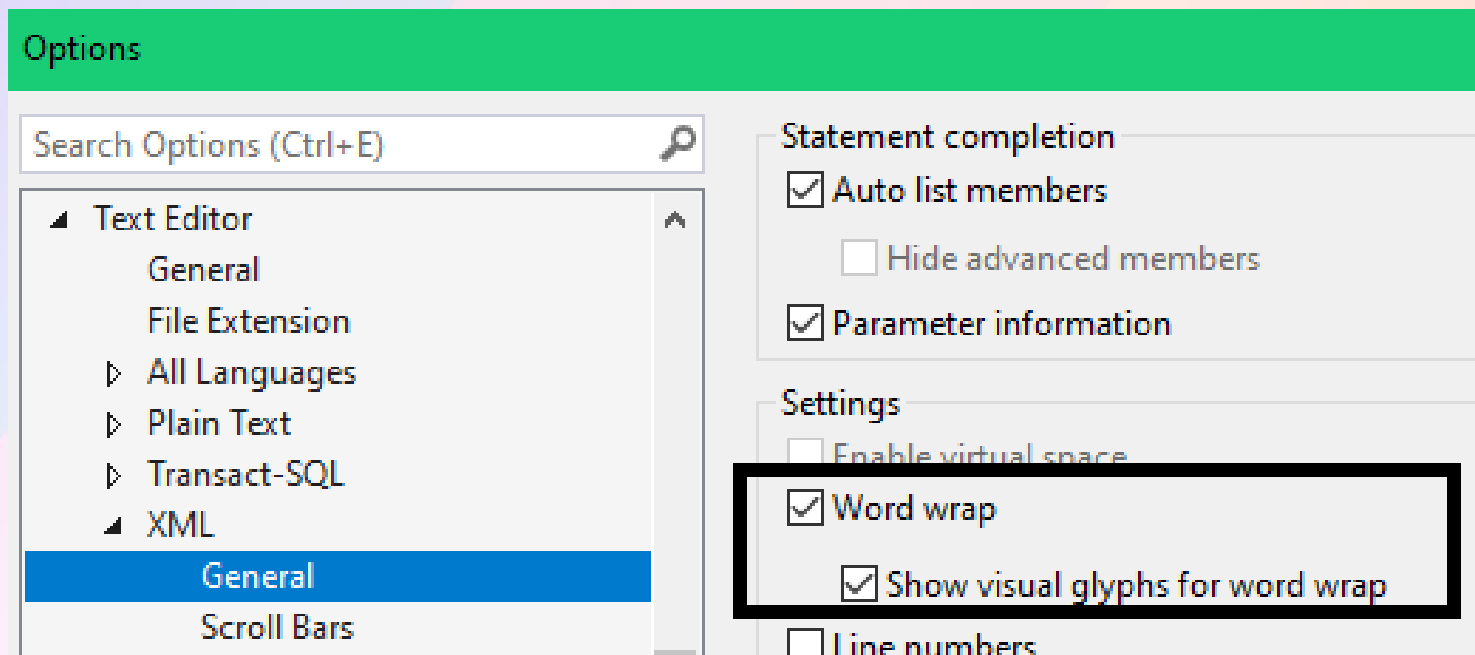 Options
Search Options (Ctrl+E)
Text Editor
General
File Extension
All Languages
Plain Text
Transact-SQL
XML
General
Scroll Bars
Statement completion
Auto list members
Hide advanced members
Parameter information
Settings
Enable virtual space
Word wrap
Show visual glyphs for word wrap
Line numbers